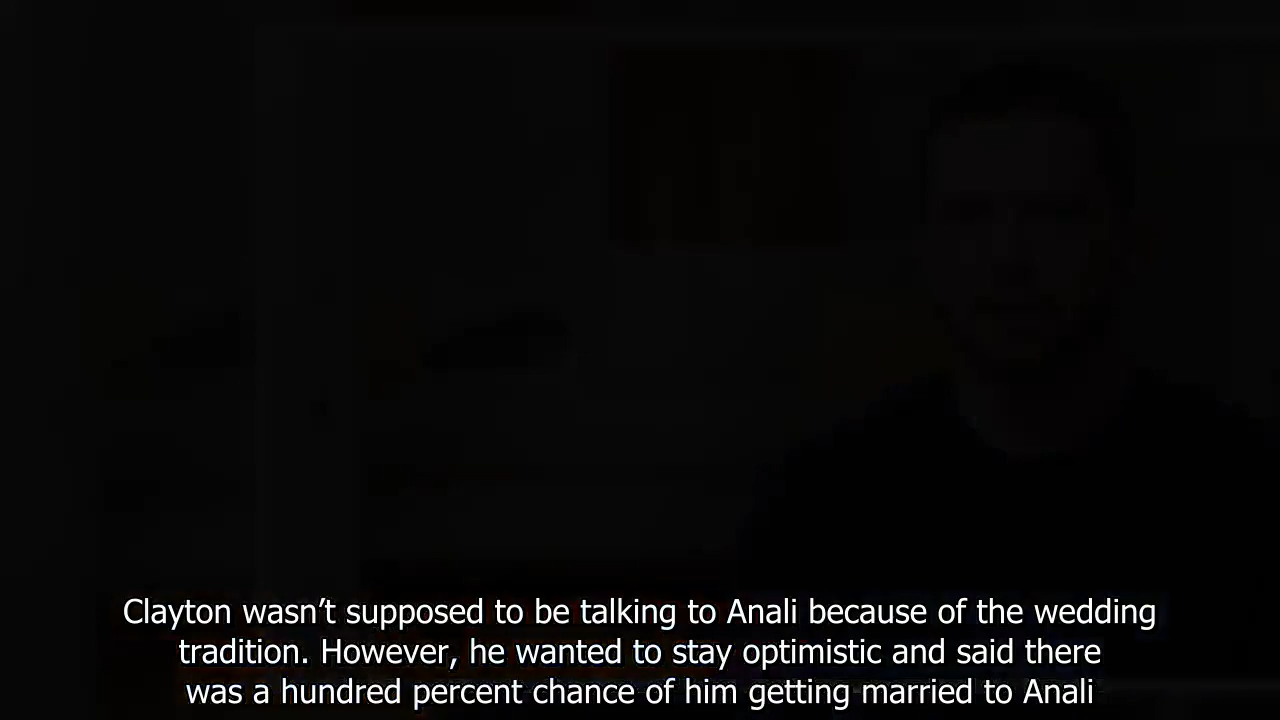 Clayton wasn’t supposed to be talking to Anali because of the wedding
tradition. However, he wanted to stay optimistic and said there
was a hundred percent chance of him getting married to Anali